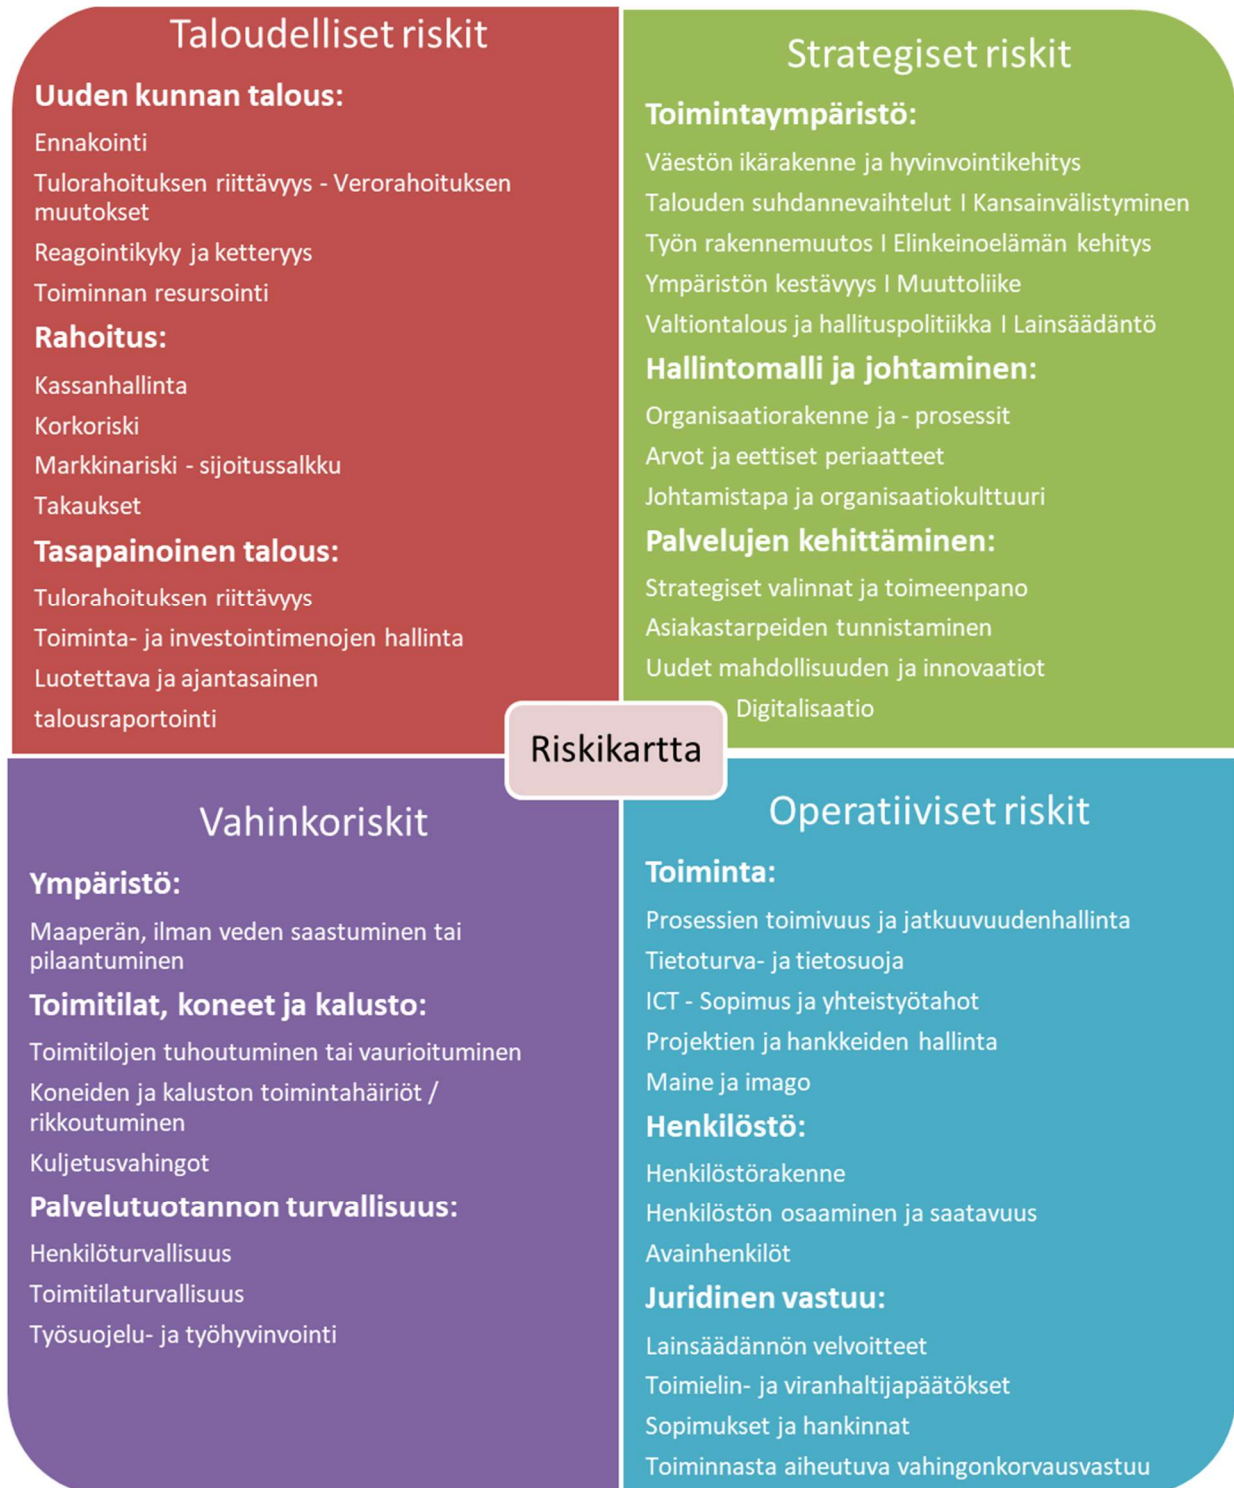 Taloudelliset riskit
Uuden kunnan talous:
Ennakointi
Tulorahoituksen riittävyys - Verorahoituksen
muutokset
Reagointikyky ja ketteryys
Toiminnan resursointi
Rahoitus:
Kassanhallinta
Korkoriski
Markkinariski - sijoitussalkku
Takaukset
Tasapainoinen talous:
Tulorahoituksen riittävyys
Toiminta- ja investointimenojen hallinta
Luotettava ja ajantasainen
talousraportointi
Strategiset riskit
Toimintaympäristö:
Väestön ikärakenne ja hyvinvointikehitys
Talouden suhdannevaihtelut I Kansainvälistyminen
Työn rakennemuutos I Elinkeinoelämän kehitys
Ympäristön kestävyys I Muuttoliike
Valtiontalous ja hallituspolitiikka I Lainsäädäntö
Hallintomalli ja johtaminen:
Organisaatiorakenne ja - prosessit
Arvot ja eettiset periaatteet
Johtamistapa ja organisaatiokulttuuri
Palvelujen kehittäminen:
Strategiset valinnat ja toimeenpano
Asiakastarpeiden tunnistaminen
Uudet mahdollisuuden ja innovaatiot
Digitalisaatio
Riskikartta
Vahinkoriskit
Ympäristö:
Maaperän, ilman veden saastuminen tai
pilaantuminen
Toimitilat, koneet ja kalusto:
Toimitilojen tuhoutuminen tai vaurioituminen
Koneiden ja kaluston toimintahäiriöt /
rikkoutuminen
Kuljetusvahingot
Palvelutuotannon turvallisuus:
Henkilöturvallisuus
Toimitilaturvallisuus
Työsuojelu- ja työhyvinvointi
Operatiiviset riskit
Toiminta:
Prosessien toimivuus ja jatkuvuudenhallinta
Tietoturva- ja tietosuoja
ICT - Sopimus ja yhteistyötahot
Projektien ja hankkeiden hallinta
Maine ja imago
Henkilöstö:
Henkilöstörakenne
Henkilöstön osaaminen ja saatavuus
Avainhenkilöt
Juridinen vastuu:
Lainsäädännön velvoitteet
Toimielin- ja viranhaltijapäätökset
Sopimukset ja hankinnat
Toiminnasta aiheutuva vahingonkorvausvastuu